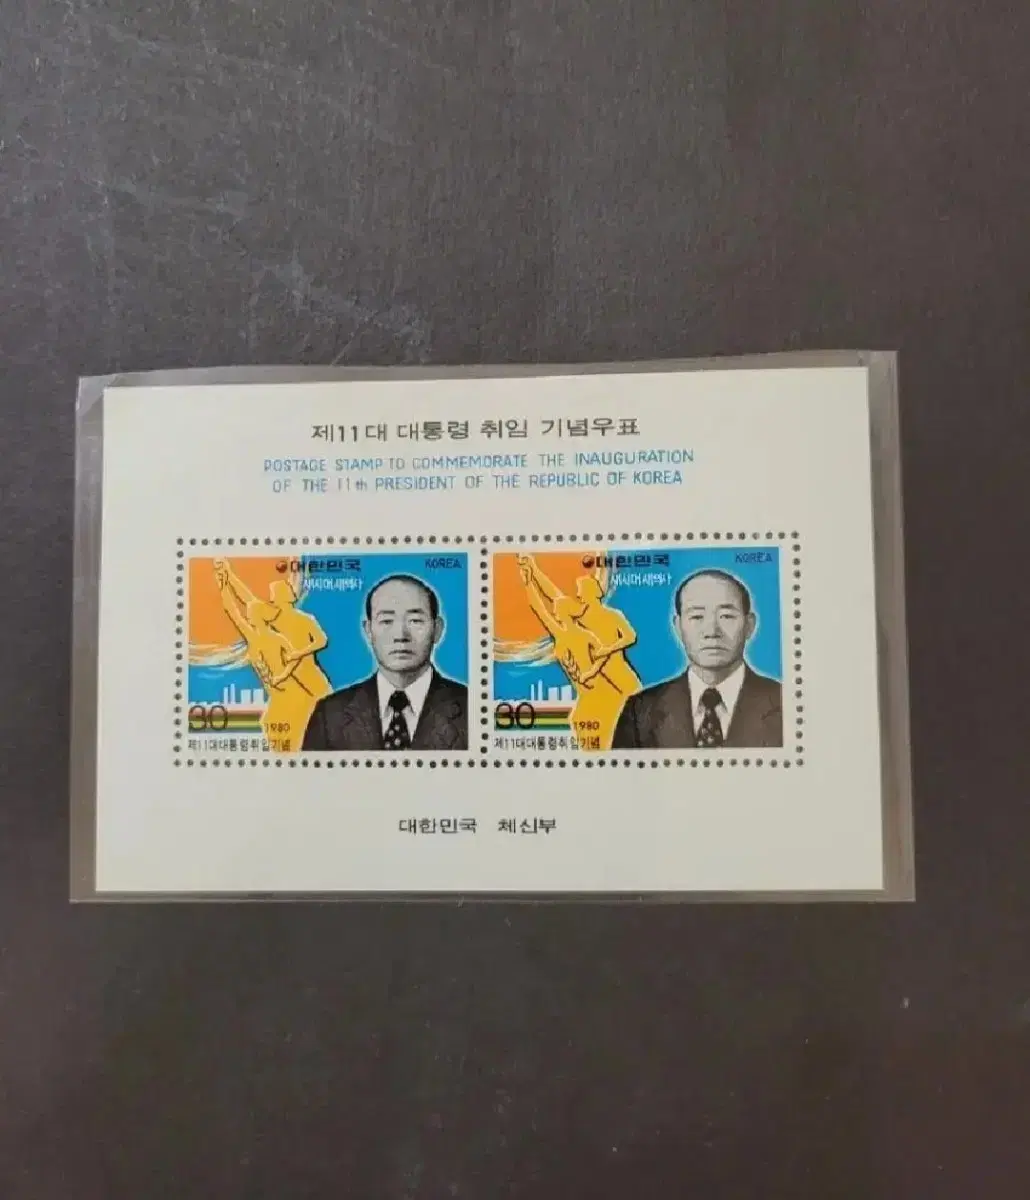 제11대 대통령 취임 기념우표
POSTAGE STAMP TO COMMEMORATE THE INAUGURATION
OF THE 11th PRESIDENT OF THE REPUBLIC OF KOREA
대한민국 KOREA
새시대 새역사
30 1980
제11대대통령취임기념
대한민국 KOREA
새시대 새역사
30 1980
제11대대통령취임기념
대한민국 체신부